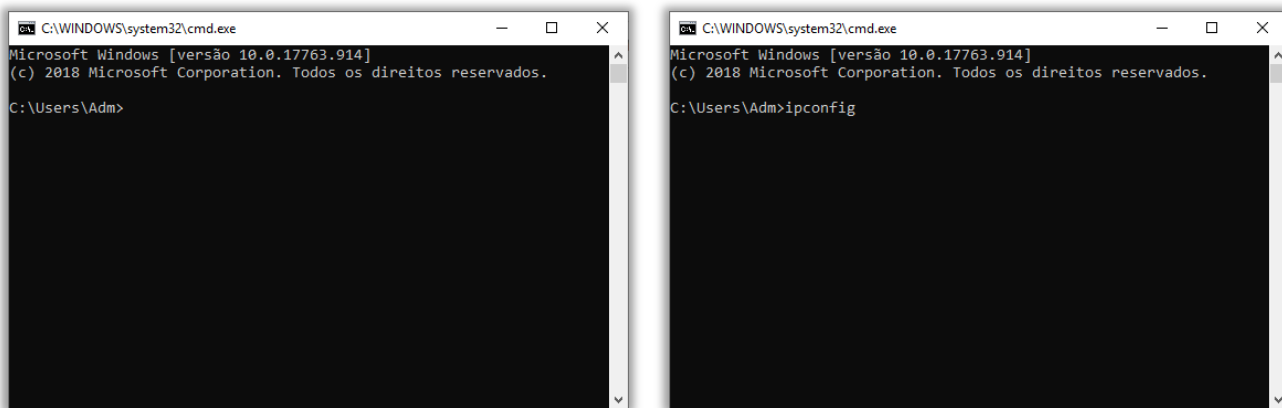 C:\WINDOWS\system32\cmd.exe
Microsoft Windows [versão 10.0.17763.914]
(c) 2018 Microsoft Corporation. Todos os direitos reservados.
C:\Users\Adm>
C:\WINDOWS\system32\cmd.exe
Microsoft Windows [versão 10.0.17763.914]
(c) 2018 Microsoft Corporation. Todos os direitos reservados.
C:\Users\Adm>ipconfig